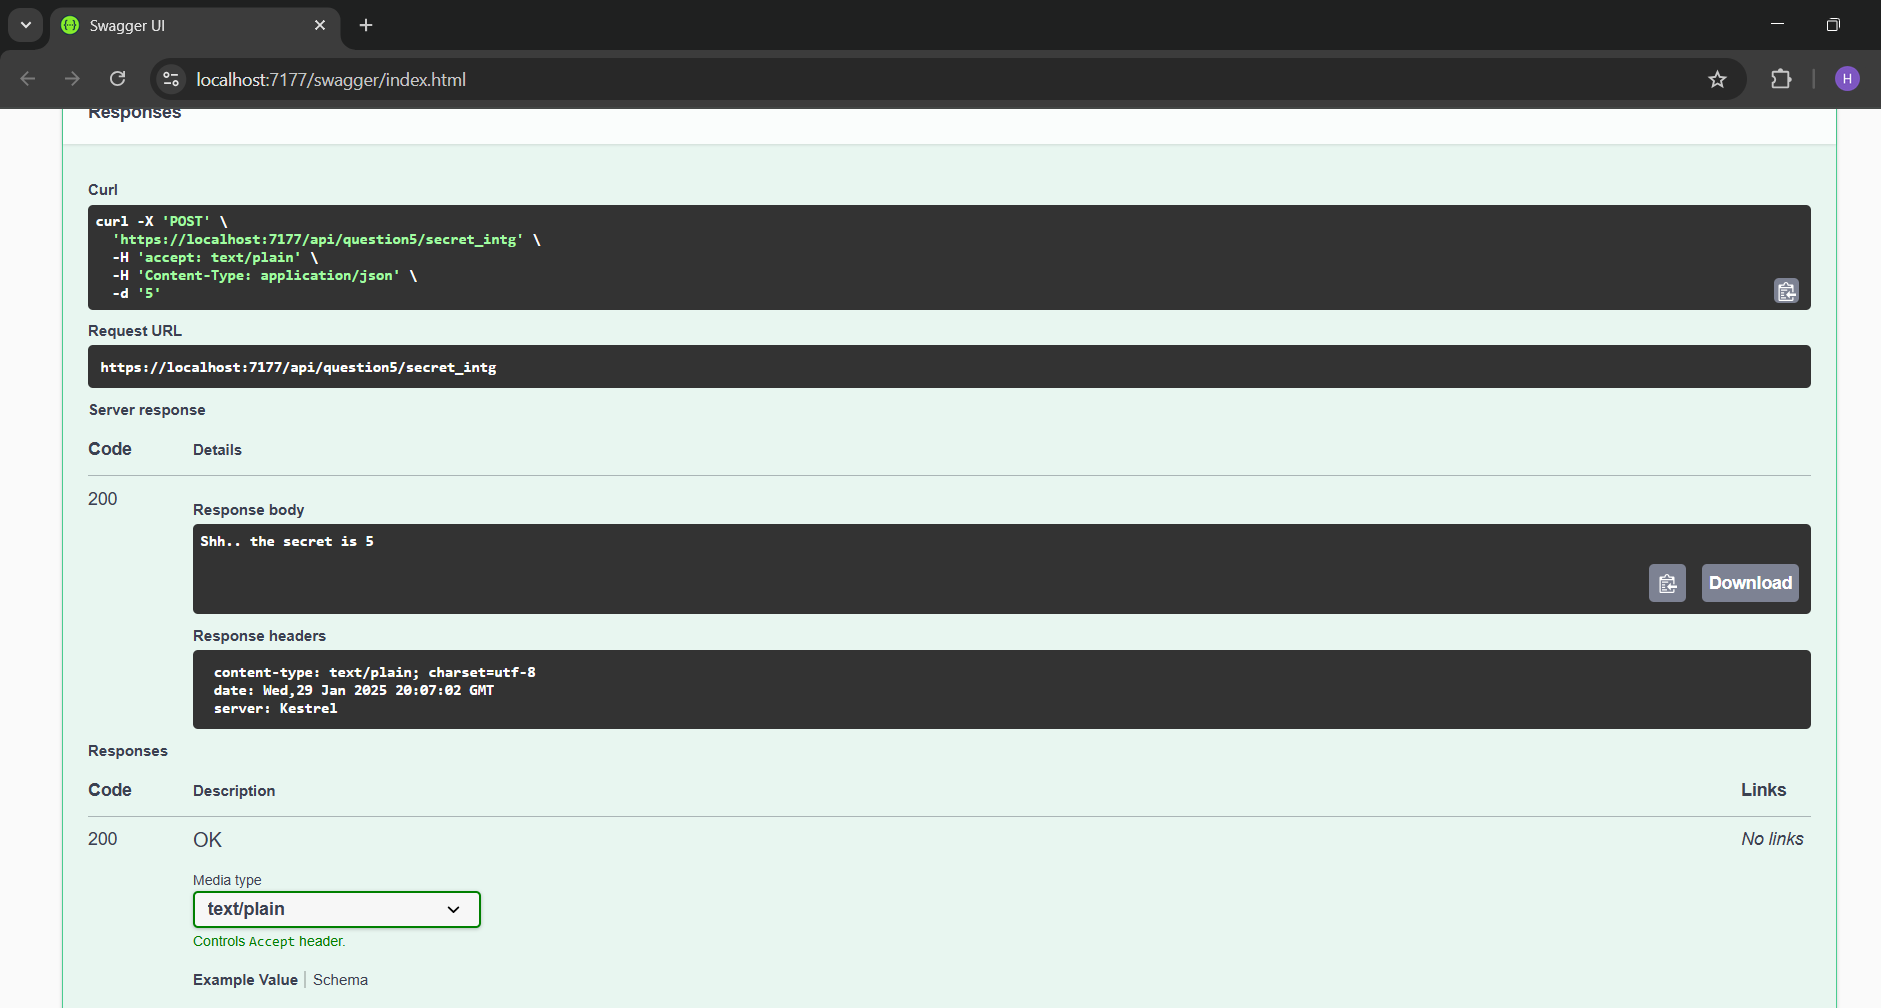 Swagger UI
localhost:7177/swagger/index.html
H
Responses
Curl
curl -X 'POST' \
'https://localhost:7177/api/question5/secret_intg' \
-H 'accept: text/plain' \
-H 'Content-Type: application/json' \
-d '5'
Request URL
https://localhost:7177/api/question5/secret_intg
Server response
Code Details
200
Response body
Shh.. the secret is 5
Download
Response headers
content-type: text/plain; charset=utf-8
date: Wed,29 Jan 2025 20:07:02 GMT
server: Kestrel
Responses
Code Description Links
200 OK No links
Media type
text/plain
Controls Accept header.
Example Value Schema